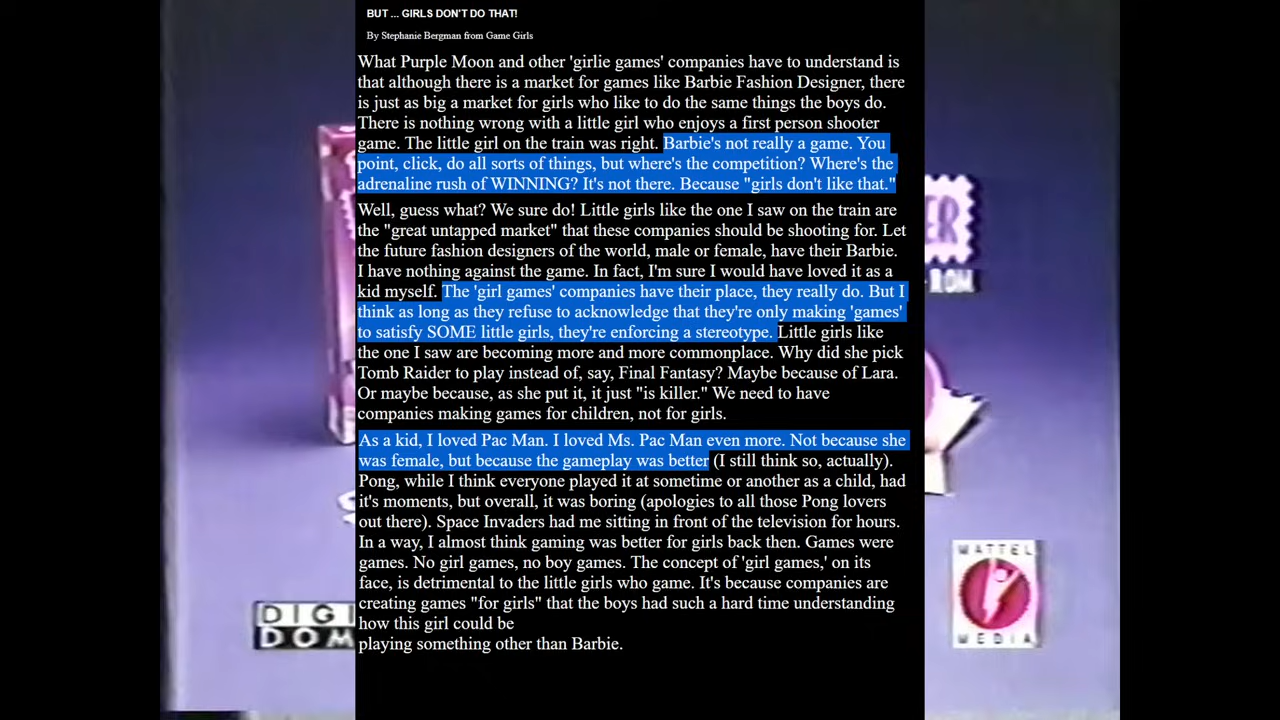 BUT ... GIRLS DON'T DO THAT!
By Stephanie Bergman from Game Girls
What Purple Moon and other 'girlie games' companies have to understand is
that although there is a market for games like Barbie Fashion Designer, there
is just as big a market for girls who like to do the same things the boys do.
There is nothing wrong with a little girl who enjoys a first person shooter
game. The little girl on the train was right. Barbie's not really a game. You
point, click, do all sorts of things, but where's the competition? Where's the
adrenaline rush of WINNING? It's not there. Because "girls don't like that."
Well, guess what? We sure do! Little girls like the one I saw on the train are
the "great untapped market" that these companies should be shooting for. Let
the future fashion designers of the world, male or female, have their Barbie.
I have nothing against the game. In fact, I'm sure I would have loved it as a
kid myself. The 'girl games' companies have their place, they really do. But I
think as long as they refuse to acknowledge that they're only making 'games'
to satisfy SOME little girls, they're enforcing a stereotype. Little girls like
the one I saw are becoming more and more commonplace. Why did she pick
Tomb Raider to play instead of, say, Final Fantasy? Maybe because of Lara.
Or maybe because, as she put it, it just "is killer." We need to have
companies making games for children, not for girls.
As a kid, I loved Pac Man. I loved Ms. Pac Man even more. Not because she
was female, but because the gameplay was better (I still think so, actually).
Pong, while I think everyone played it at sometime or another as a child, had
it's moments, but overall, it was boring (apologies to all those Pong lovers
out there). Space Invaders had me sitting in front of the television for hours.
In a way, I almost think gaming was better for girls back then. Games were
games. No girl games, no boy games. The concept of 'girl games,' on its
face, is detrimental to the little girls who game. It's because companies are
creating games "for girls" that the boys had such a hard time understanding
how this girl could be
playing something other than Barbie.
ER
-ROM
DIGI
DOM
MATTEL
MEDIA